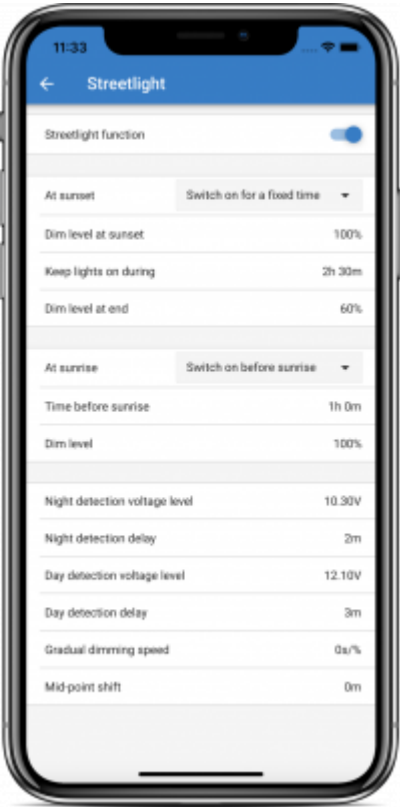 11:33
Streetlight
Streetlight function
At sunset Switch on for a fixed time
Dim level at sunset 100%
Keep lights on during 2h 30m
Dim level at end 60%
At sunrise Switch on before sunrise
Time before sunrise 1h 0m
Dim level 100%
Night detection voltage level 10.30V
Night detection delay 2m
Day detection voltage level 12.10V
Day detection delay 3m
Gradual dimming speed 0s/%
Mid-point shift 0m